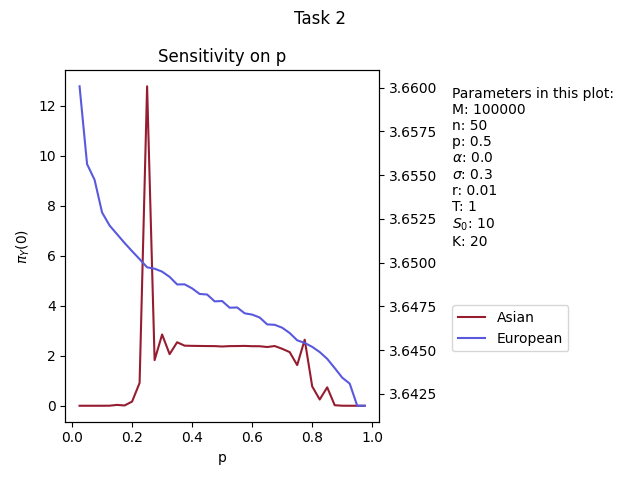 Task 2
Sensitivity on p
12
10
8
6
4
2
0
π_Y(0)
0.0 0.2 0.4 0.6 0.8 1.0
p
3.6600
3.6575
3.6550
3.6525
3.6500
3.6475
3.6450
3.6425
Parameters in this plot:
M: 100000
n: 50
p: 0.5
α: 0.0
σ: 0.3
r: 0.01
T: 1
S₀: 10
K: 20
Asian
European